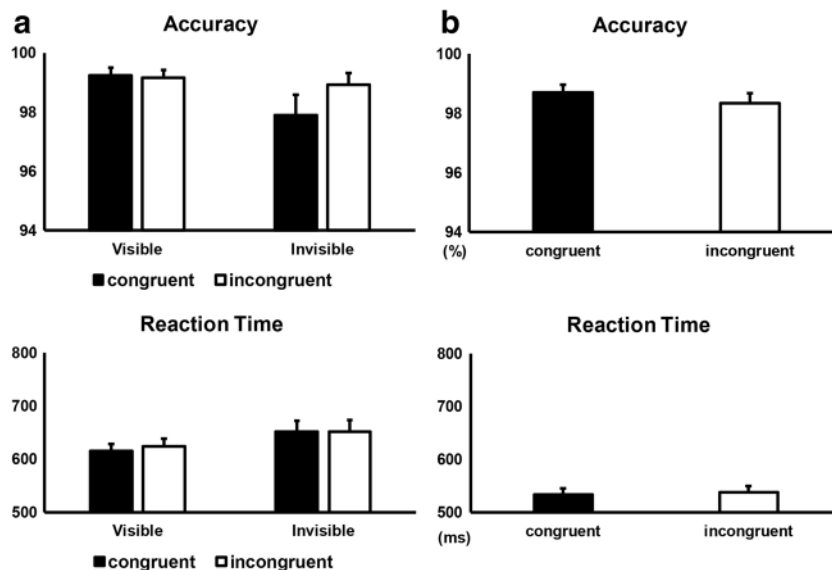 a
Accuracy
100
98
96
94
Visible Invisible
■congruent □incongruent
Reaction Time
800
700
600
500
Visible Invisible
■congruent □incongruent
b
Accuracy
100
98
96
94
(%) congruent incongruent
Reaction Time
800
700
600
500
(ms) congruent incongruent